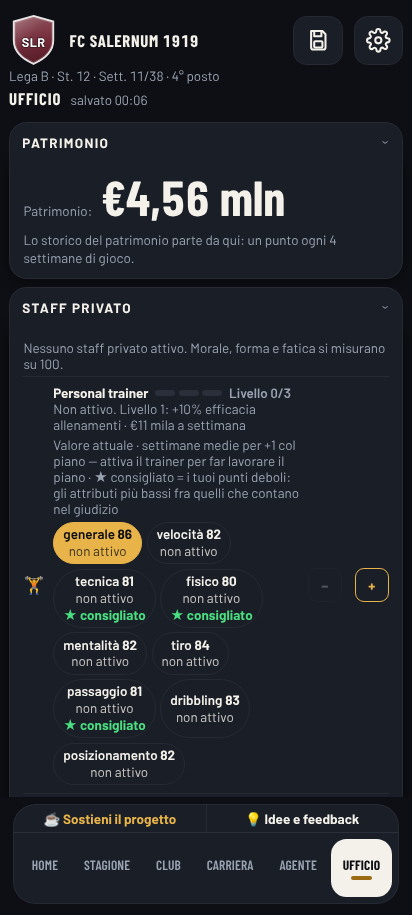 SLR
FC SALERNUM 1919
Lega B · St. 12 · Sett. 11/38 · 4° posto
UFFICIO salvato 00:06
PATRIMONIO
Patrimonio: €4,56 mln
Lo storico del patrimonio parte da qui: un punto ogni 4
settimane di gioco.
STAFF PRIVATO
Nessuno staff privato attivo. Morale, forma e fatica si misurano
su 100.
Personal trainer Livello 0/3
Non attivo. Livello 1: +10% efficacia
allenamenti · €11 mila a settimana
Valore attuale · settimane medie per +1 col
piano — attiva il trainer per far lavorare il
piano · ★ consigliato = i tuoi punti deboli:
gli attributi più bassi fra quelli che contano
nel giudizio
generale 86 velocità 82
non attivo non attivo
tecnica 81 fisico 80
non attivo non attivo
★ consigliato ★ consigliato
− +
mentalità 82 tiro 84
non attivo non attivo
passaggio 81 dribbling 83
non attivo non attivo
★ consigliato
posizionamento 82
non attivo
☕ Sostieni il progetto 💡 Idee e feedback
HOME STAGIONE CLUB CARRIERA AGENTE UFFICIO